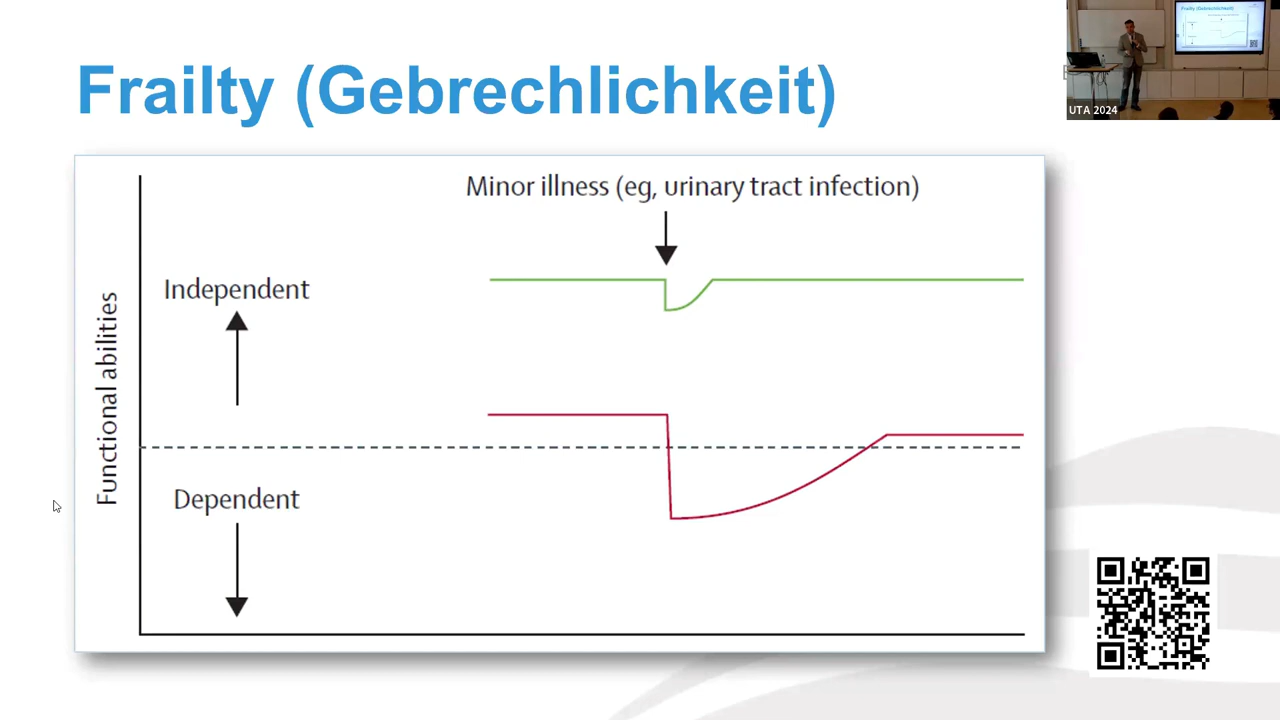 Frailty (Gebrechlichkeit)
UTA 2024
Minor illness (eg, urinary tract infection)
Independent
Functional abilities
Dependent